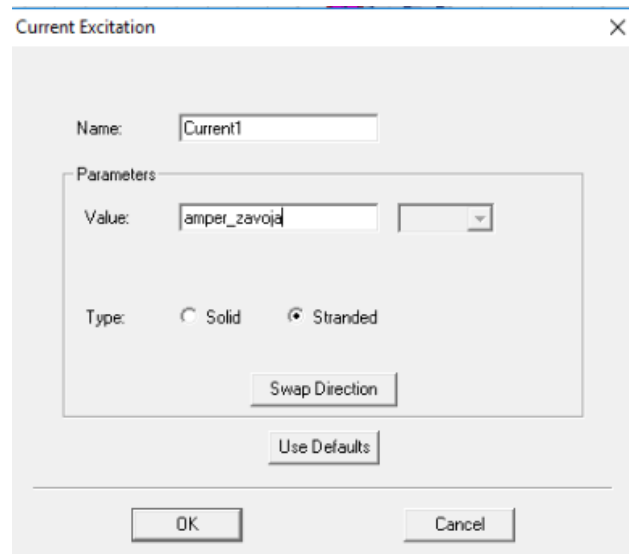 Current Excitation
Name: Current1
Parameters
Value: amper_zavoja
Type: Solid Stranded
Swap Direction
Use Defaults
OK Cancel